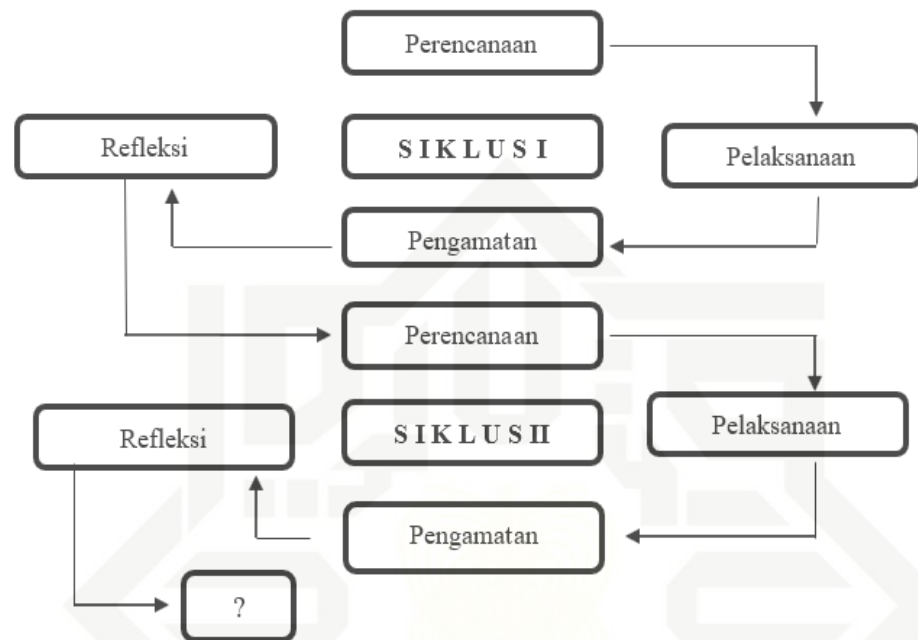 Perencanaan
Refleksi
S I K L U S I
Pelaksanaan
Pengamatan
Perencanaan
Refleksi
S I K L U S II
Pelaksanaan
Pengamatan
?